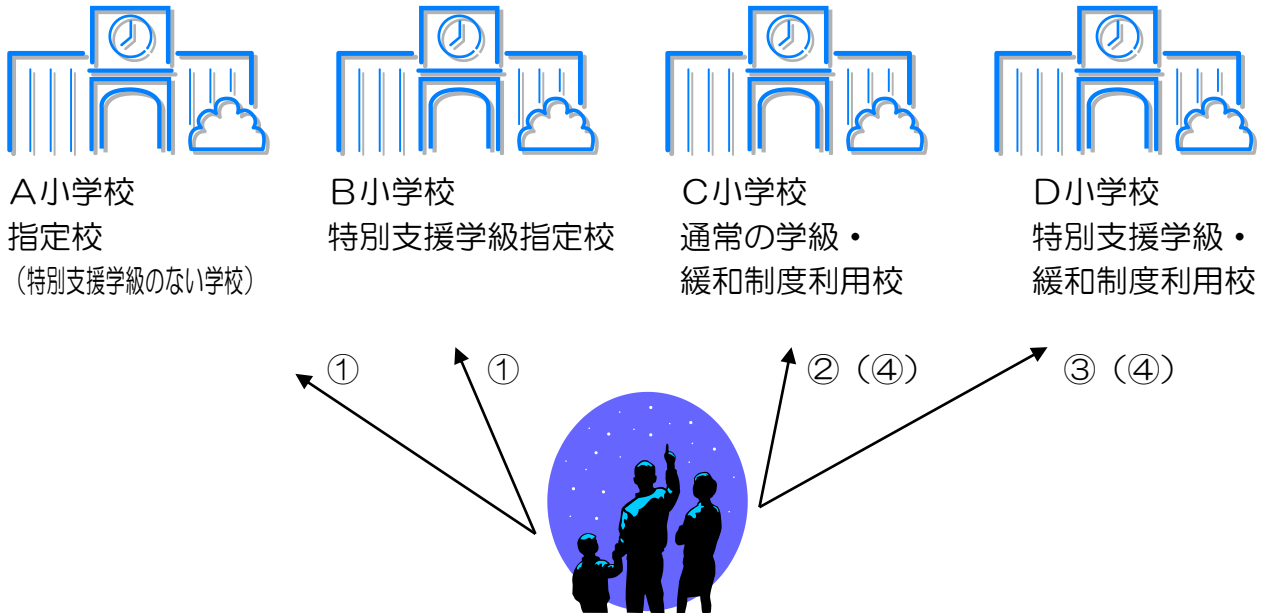 A小学校
指定校
（特別支援学級のない学校）
B小学校
特別支援学級指定校
C小学校
通常の学級・
緩和制度利用校
D小学校
特別支援学級・
緩和制度利用校
①
①
②（④）
③（④）